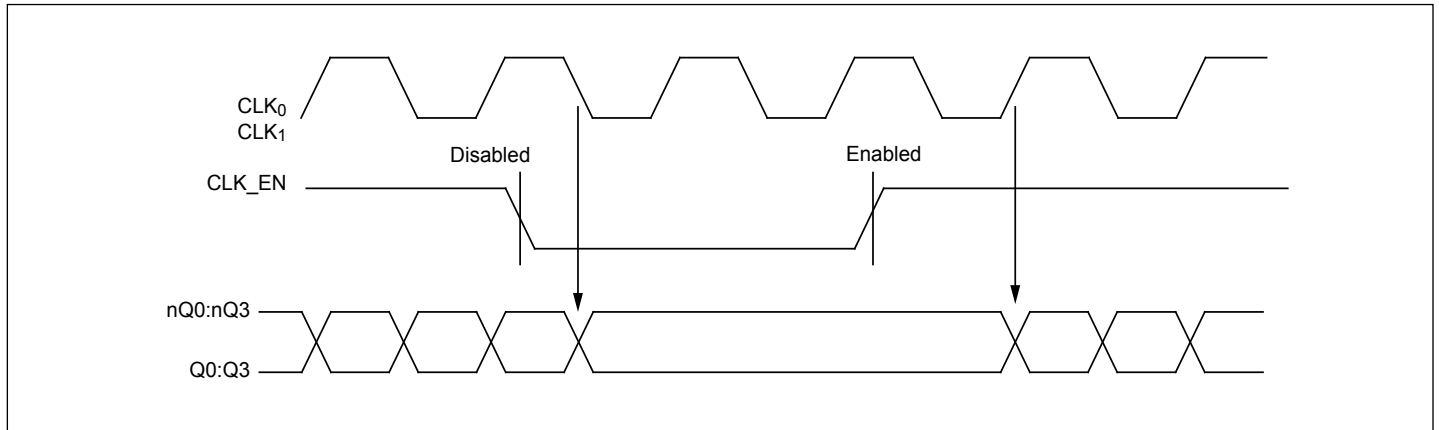 CLK0
CLK1
Disabled
Enabled
CLK_EN
nQ0:nQ3
Q0:Q3